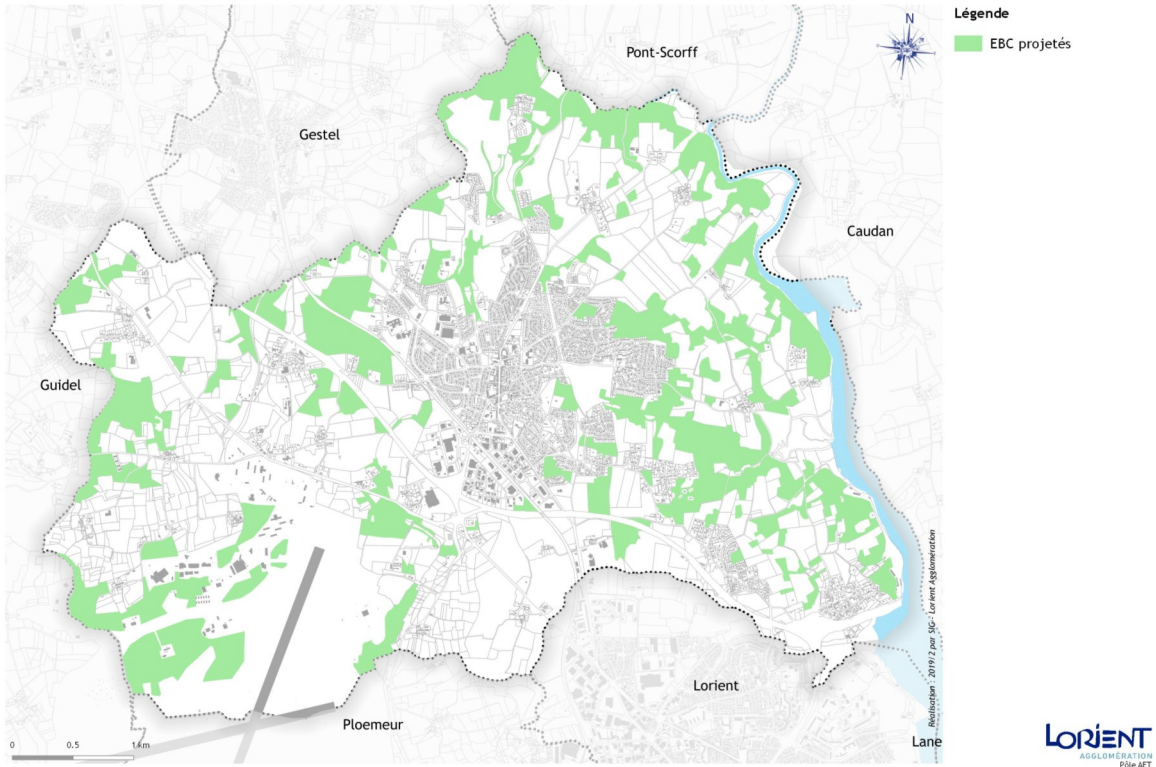 Légende
N
EBC projetés
Pont-Scorff
Gestel
Caudan
Guidel
Lorient
Ploemeur
Lane
0 0.5 1 km
Réalisation : 2019/2 par SIG - Lorient Agglomération
LORIENT
AGGLOMÉRATION
Pôle AET